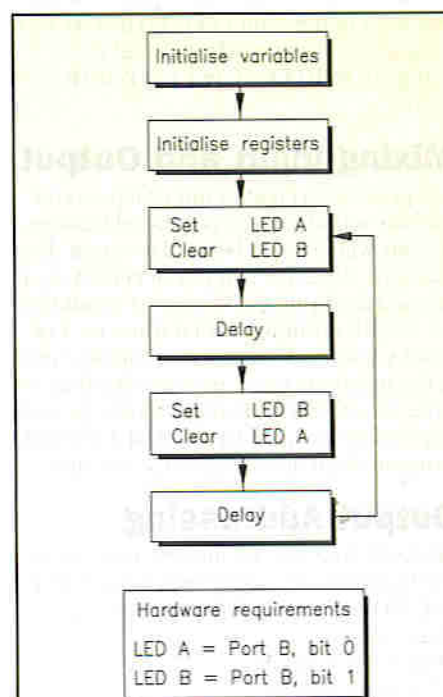 Initialise variables
Initialise registers
Set LED A
Clear LED B
Delay
Set LED B
Clear LED A
Delay
Hardware requirements
LED A = Port B, bit 0
LED B = Port B, bit 1